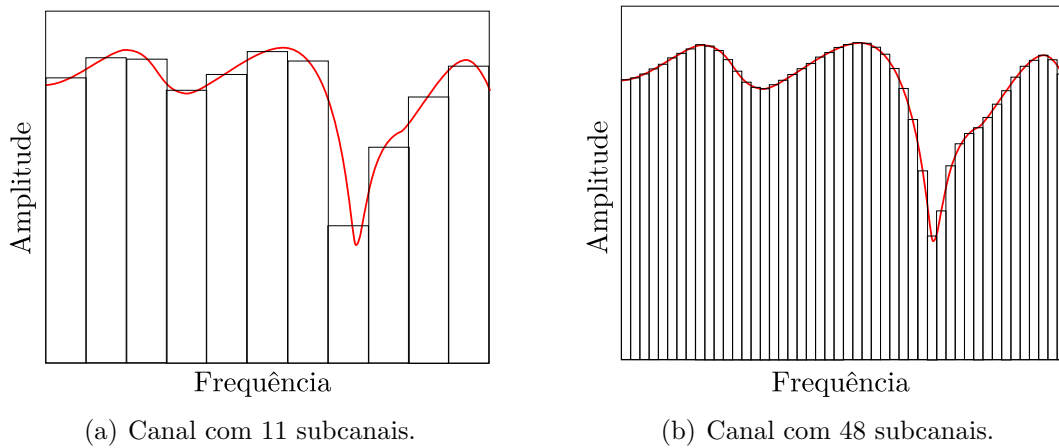 Amplitude
Frequência
(a) Canal com 11 subcanais.
Amplitude
Frequência
(b) Canal com 48 subcanais.